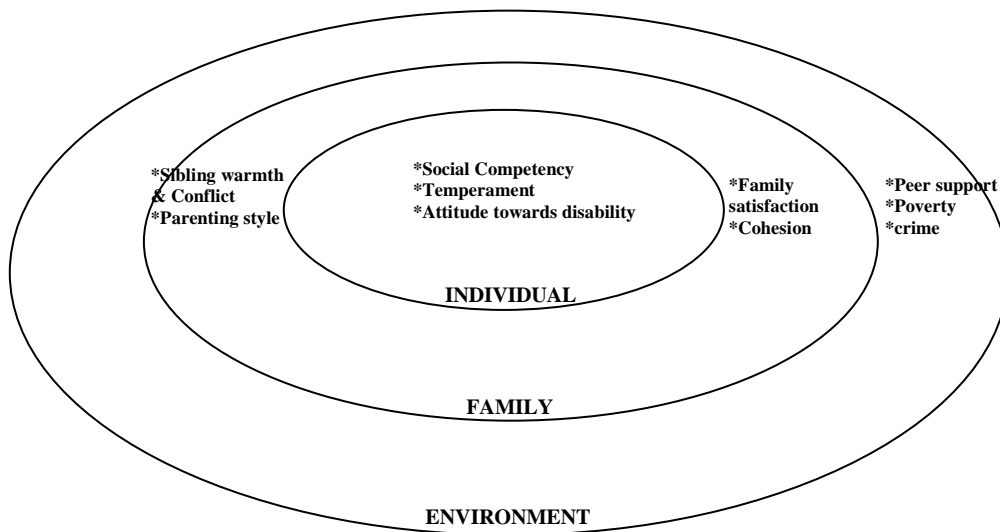 *Sibling warmth
& Conflict
*Parenting style
*Social Competency
*Temperament
*Attitude towards disability
*Family
satisfaction
*Cohesion
*Peer support
*Poverty
*crime
INDIVIDUAL
FAMILY
ENVIRONMENT